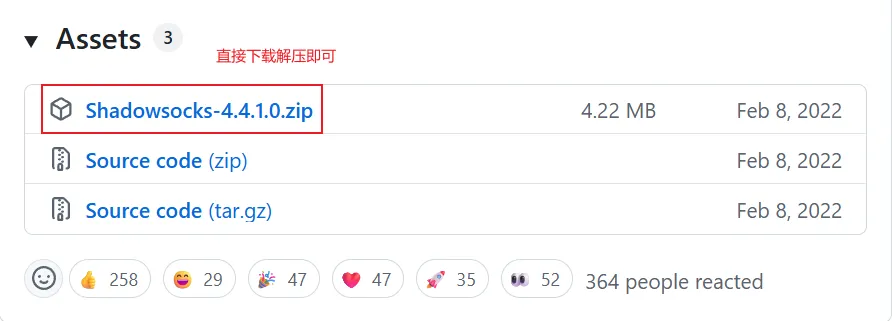 Assets 3
直接下载解压即可
Shadowsocks-4.4.1.0.zip 4.22 MB Feb 8, 2022
Source code (zip) Feb 8, 2022
Source code (tar.gz) Feb 8, 2022
👍 258 😄 29 🎉 47 ❤️ 47 🚀 35 👀 52 364 people reacted